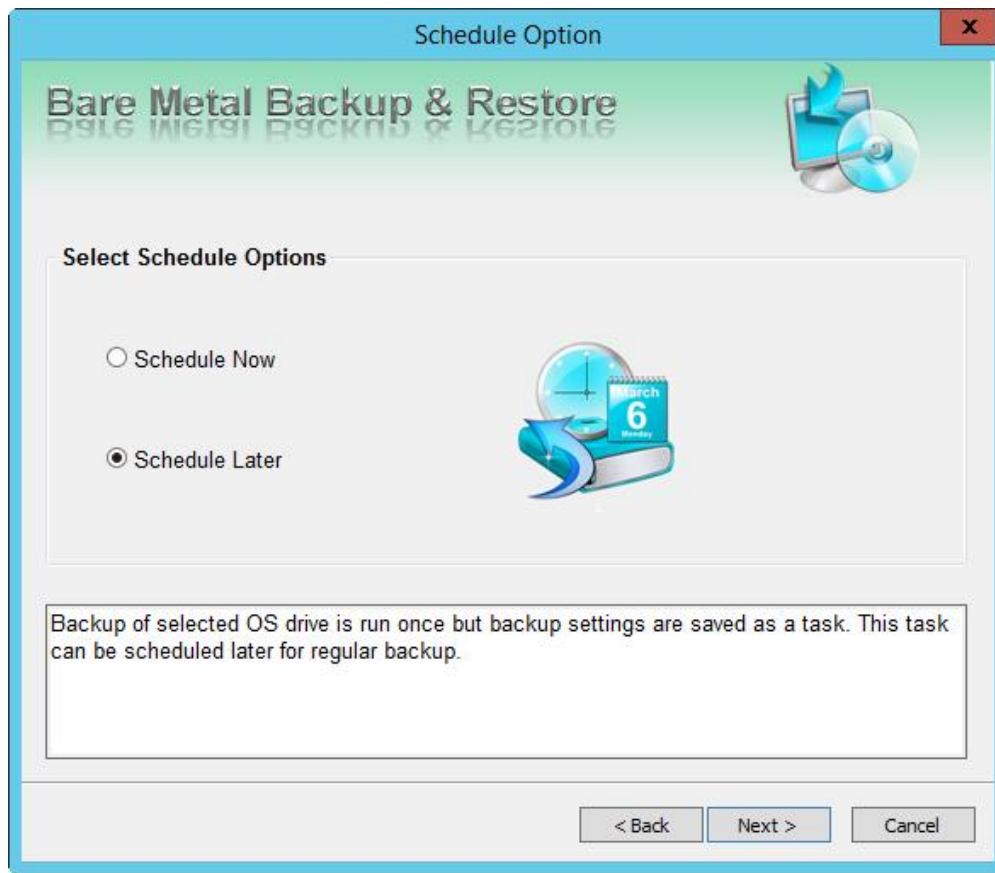 Schedule Option
x
Bare Metal Backup & Restore
Select Schedule Options
Schedule Now
March
6
Monday
Schedule Later
Backup of selected OS drive is run once but backup settings are saved as a task. This task
can be scheduled later for regular backup.
< Back
Next >
Cancel